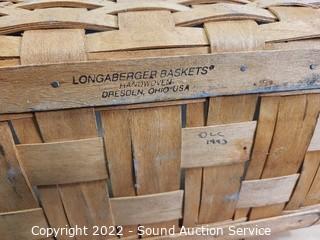 LONGABERGER BASKETS®
HANDWOVEN
DRESDEN, OHIO USA
1993
Copyright 2022 - Sound Auction Service